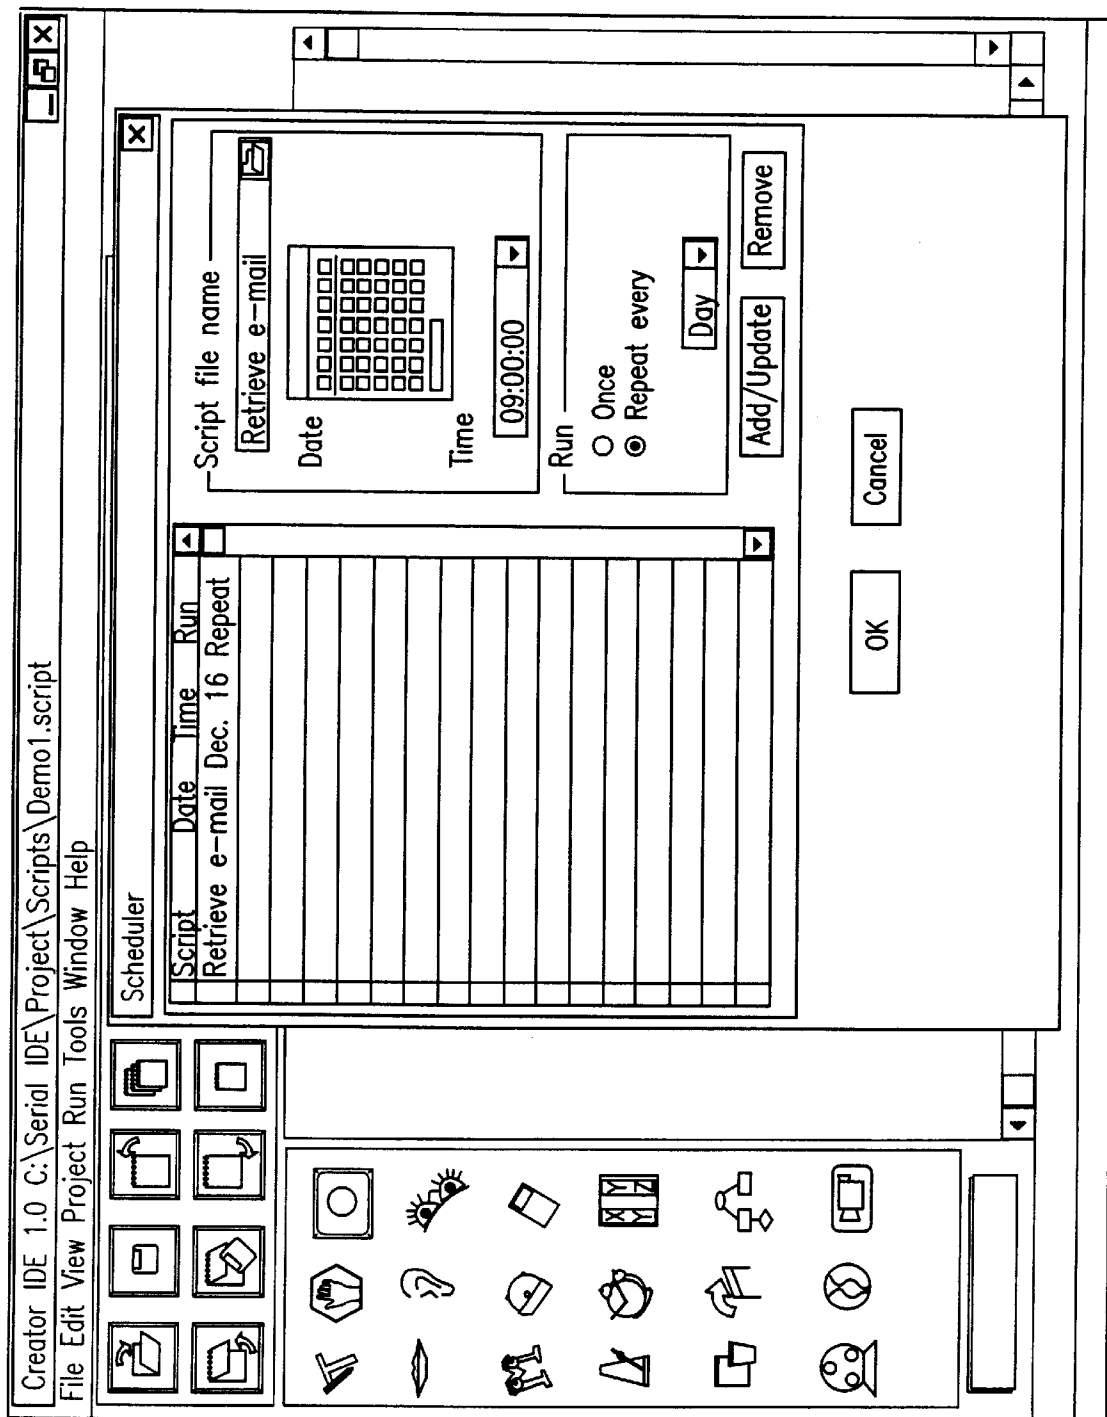 Creator IDE 1.0 C:\Serial IDE\Project\Scripts\Demo1.script
File Edit View Project Run Tools Window Help
Scheduler
Script Date Time Run
Retrieve e-mail Dec. 16 Repeat
Script file name
Retrieve e-mail
Date
Time
09:00:00
Run
Once
Repeat every
Day
Add/Update Remove
OK Cancel
X Y
Y Z